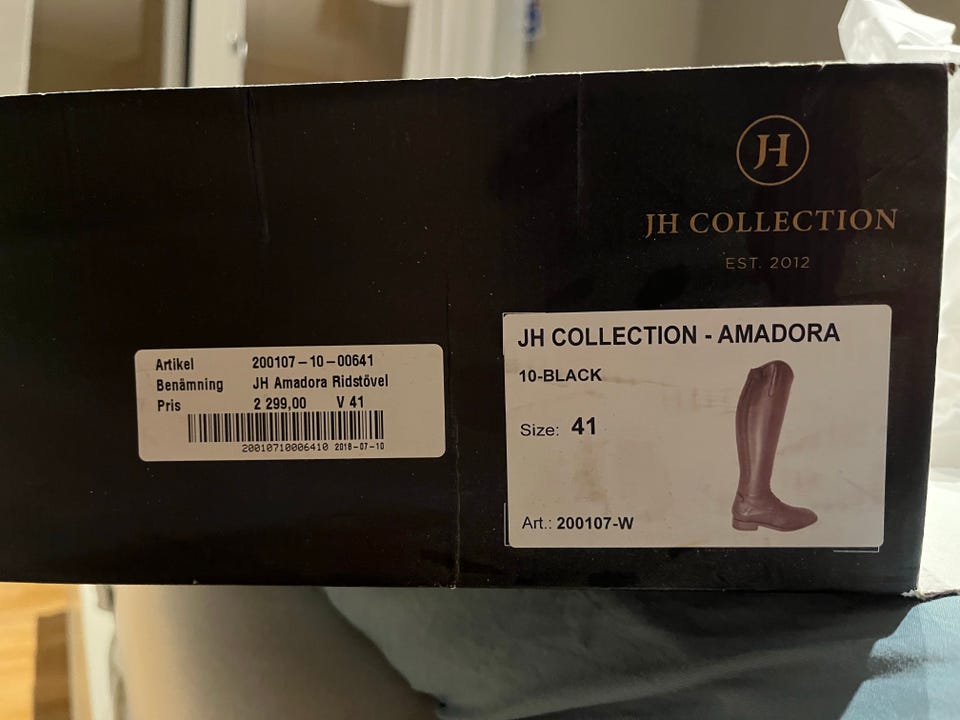 JH
JH COLLECTION
EST. 2012
JH COLLECTION - AMADORA
10-BLACK
Size: 41
Art.: 200107-W
Artikel 200107-10-00641
Benämning JH Amadora Ridstövel
Pris 2 299,00 V 41
20010710006410 2018-07-10